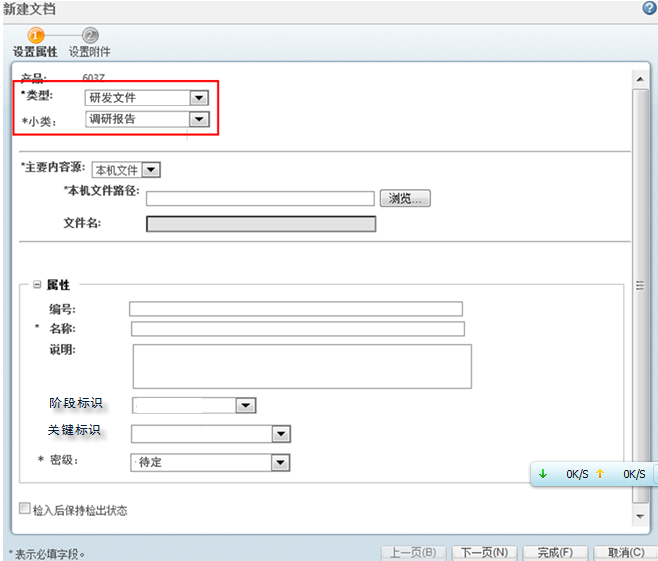 新建文档
1 2
设置属性 设置附件
产品: 603Z
*类型: 研发文件
*小类: 调研报告
*主要内容源: 本机文件
*本机文件路径: 浏览...
文件名:
属性
编号:
* 名称:
说明:
阶段标识
关键标识
* 密级: 待定
0K/S 0K/S
检入后保持检出状态
*表示必填字段。 上一页(B) 下一页(N) 完成(F) 取消(C)